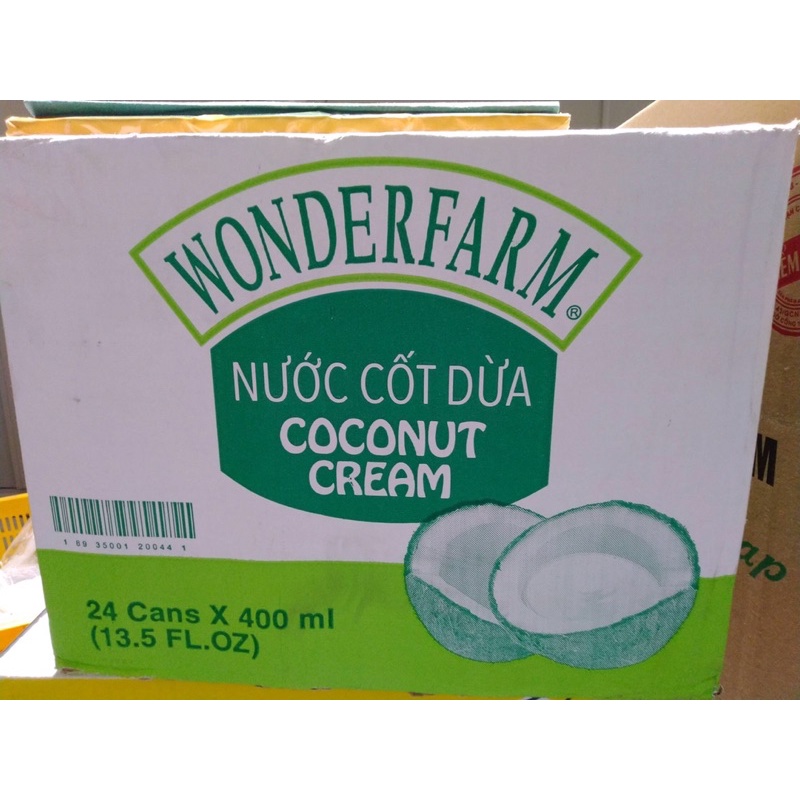 WONDERFARM®
NƯỚC CỐT DỪA
COCONUT
CREAM
1 89 35001 20044 1
24 Cans X 400 ml
(13.5 FL.OZ)